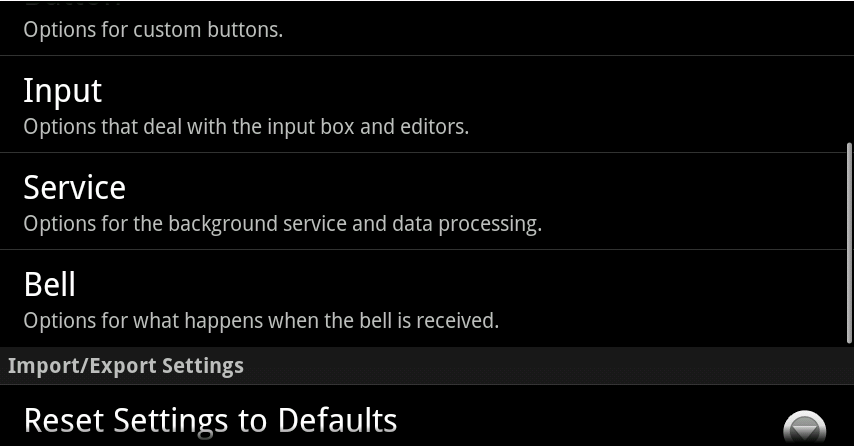 Options for custom buttons.
Input
Options that deal with the input box and editors.
Service
Options for the background service and data processing.
Bell
Options for what happens when the bell is received.
Import/Export Settings
Reset Settings to Defaults